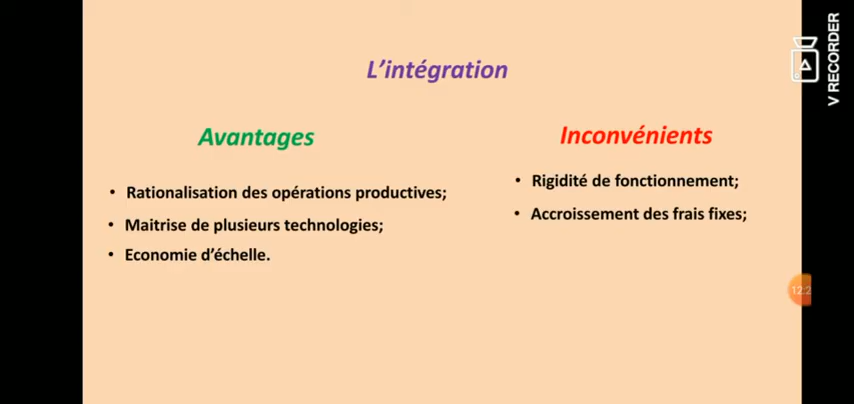 L'intégration
Avantages
• Rationalisation des opérations productives;
• Maitrise de plusieurs technologies;
• Economie d'échelle.
Inconvénients
• Rigidité de fonctionnement;
• Accroissement des frais fixes;
V RECORDER